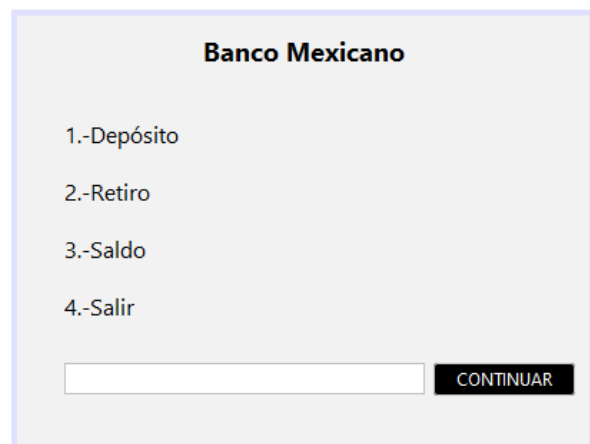 Banco Mexicano
1.-Depósito
2.-Retiro
3.-Saldo
4.-Salir
CONTINUAR